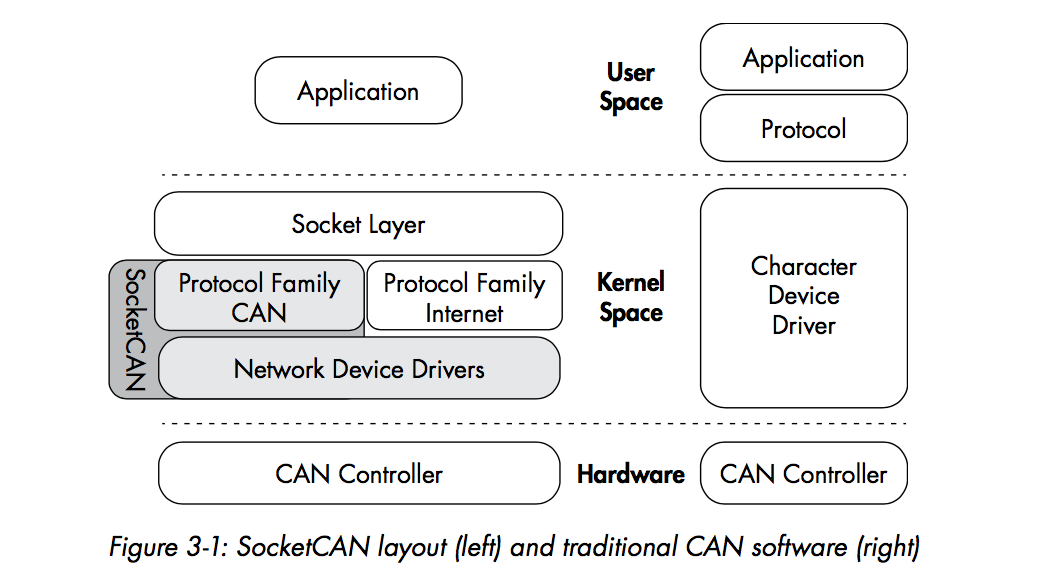 Application
User
Space
Application
Protocol
Socket Layer
SocketCAN
Protocol Family
CAN
Protocol Family
Internet
Network Device Drivers
Kernel
Space
Character
Device
Driver
CAN Controller
Hardware
CAN Controller
Figure 3-1: SocketCAN layout (left) and traditional CAN software (right)